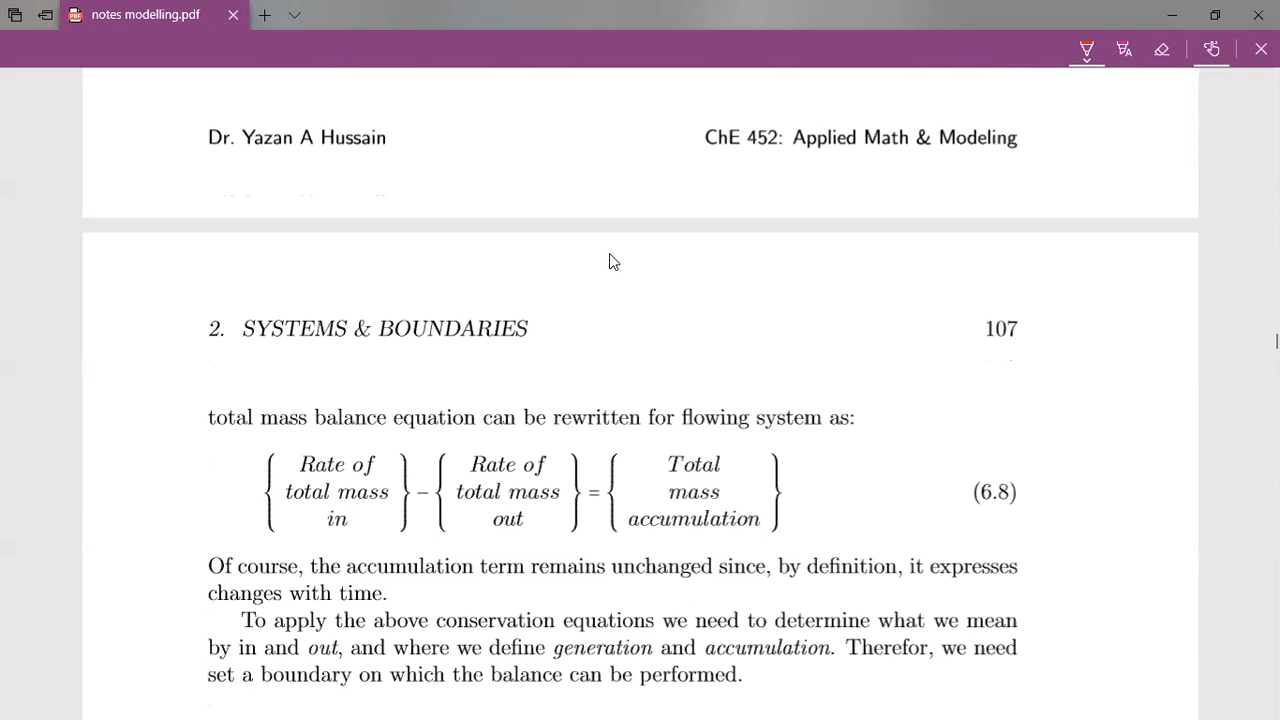 notes modelling.pdf
Dr. Yazan A Hussain ChE 452: Applied Math & Modeling
2. SYSTEMS & BOUNDARIES 107
total mass balance equation can be rewritten for flowing system as:
{ Rate of total mass in } − { Rate of total mass out } = { Total mass accumulation } (6.8)
Of course, the accumulation term remains unchanged since, by definition, it expresses
changes with time.
To apply the above conservation equations we need to determine what we mean
by in and out, and where we define generation and accumulation. Therefor, we need
set a boundary on which the balance can be performed.